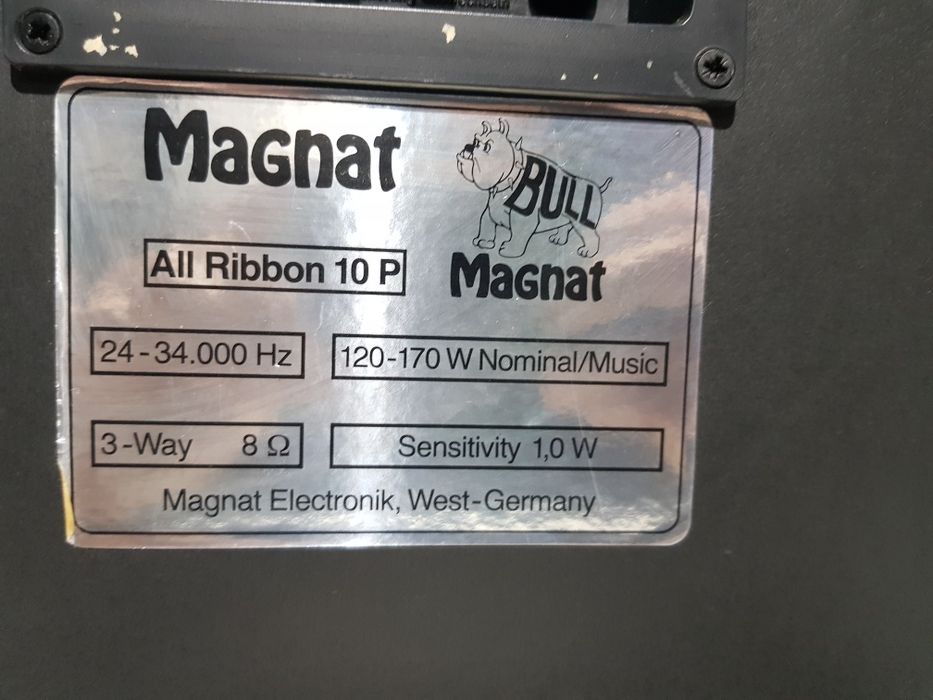 Magnat
BULL
Magnat
All Ribbon 10 P
24-34.000 Hz
120-170 W Nominal/Music
3-Way 8 Ω
Sensitivity 1,0 W
Magnat Electronik, West-Germany